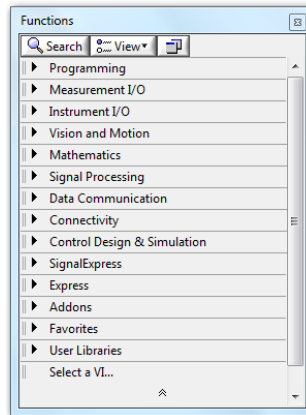 Functions
Search View
Programming
Measurement I/O
Instrument I/O
Vision and Motion
Mathematics
Signal Processing
Data Communication
Connectivity
Control Design & Simulation
SignalExpress
Express
Addons
Favorites
User Libraries
Select a VI...